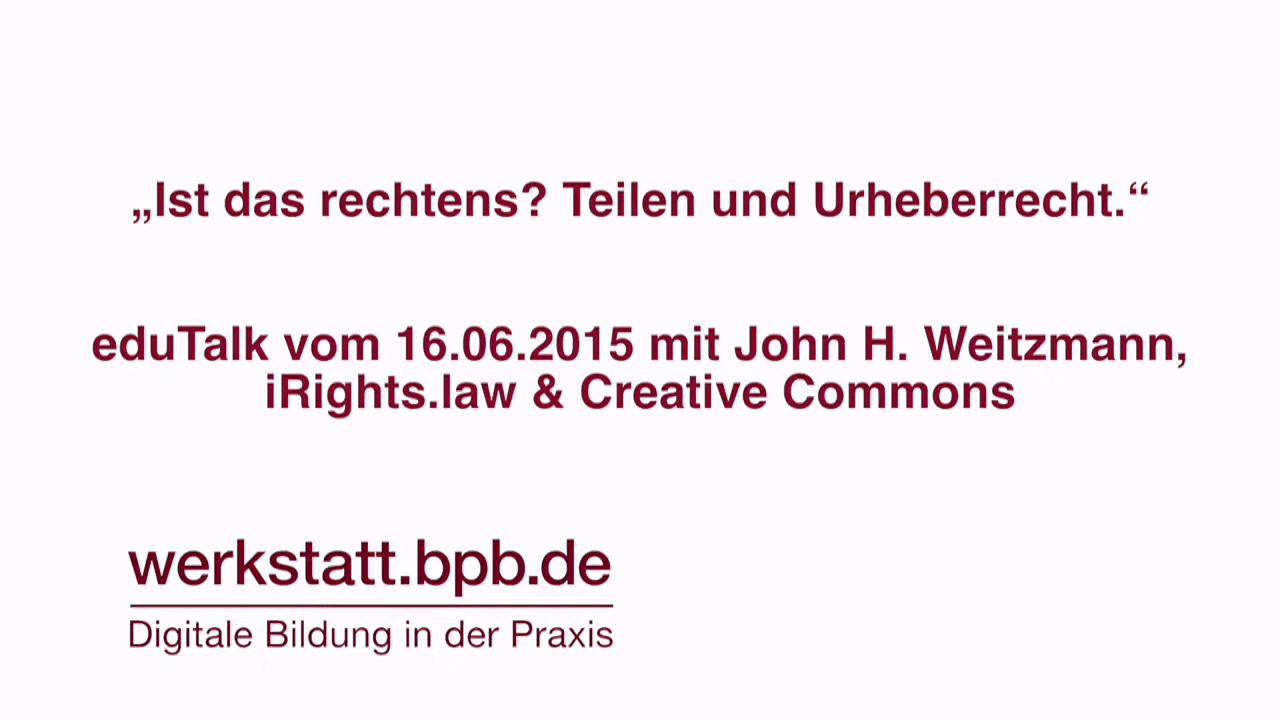 „Ist das rechtens? Teilen und Urheberrecht.“
eduTalk vom 16.06.2015 mit John H. Weitzmann,
iRights.law & Creative Commons
werkstatt.bpb.de
Digitale Bildung in der Praxis